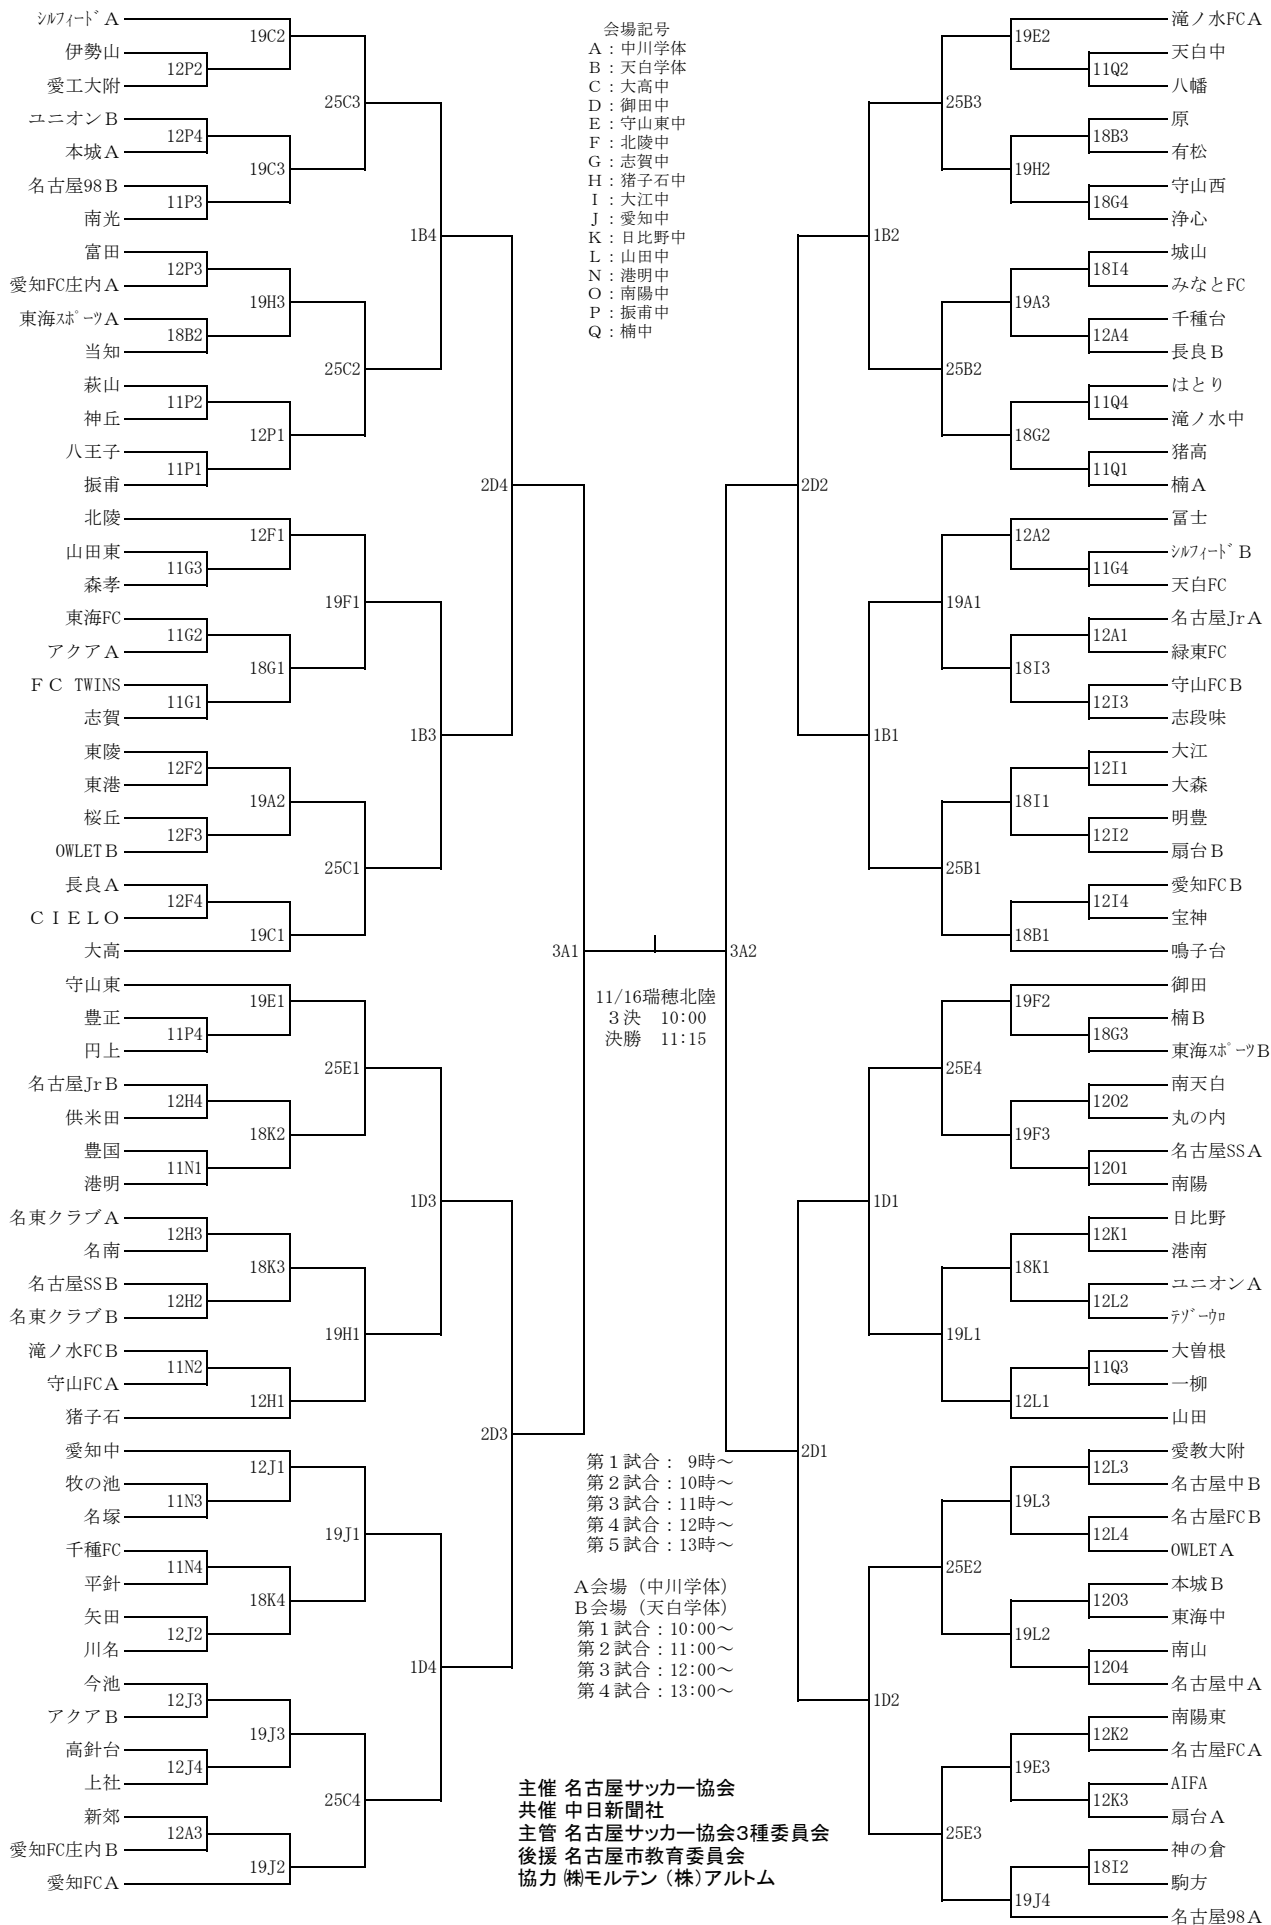 シルフィードＡ
19C2
伊勢山
12P2
愛工大附
25C3
ユニオンＢ
12P4
本城Ａ
19C3
名古屋98Ｂ
11P3
南光
1B4
富田
12P3
愛知FC庄内Ａ
19H3
東海スポーツＡ
18B2
当知
25C2
萩山
11P2
神丘
12P1
八王子
11P1
振甫
2D4
北陵
12F1
山田東
11G3
森孝
19F1
東海FC
11G2
アクアＡ
18G1
ＦＣ TWINS
11G1
志賀
1B3
東陵
12F2
東港
19A2
桜丘
12F3
OWLETＢ
25C1
長良Ａ
12F4
ＣＩＥＬＯ
19C1
大高
3A1
守山東
19E1
豊正
11P4
円上
25E1
名古屋JrＢ
12H4
供米田
18K2
豊国
11N1
港明
1D3
名東クラブＡ
12H3
名南
18K3
名古屋SSＢ
12H2
名東クラブＢ
19H1
滝ノ水FCＢ
11N2
守山FCＡ
12H1
猪子石
2D3
愛知中
12J1
牧の池
11N3
名塚
19J1
千種FC
11N4
平針
18K4
矢田
12J2
川名
1D4
今池
12J3
アクアＢ
19J3
高針台
12J4
上社
25C4
新郊
12A3
愛知FC庄内Ｂ
19J2
愛知FCＡ
会場記号
Ａ：中川学体
Ｂ：天白学体
Ｃ：大高中
Ｄ：御田中
Ｅ：守山東中
Ｆ：北陵中
Ｇ：志賀中
Ｈ：猪子石中
Ｉ：大江中
Ｊ：愛知中
Ｋ：日比野中
Ｌ：山田中
Ｎ：港明中
Ｏ：南陽中
Ｐ：振甫中
Ｑ：楠中
11/16瑞穂北陸
３決 10:00
決勝 11:15
第１試合： 9時～
第２試合：10時～
第３試合：11時～
第４試合：12時～
第５試合：13時～
Ａ会場（中川学体）
Ｂ会場（天白学体）
第１試合：10:00～
第２試合：11:00～
第３試合：12:00～
第４試合：13:00～
主催 名古屋サッカー協会
共催 中日新聞社
主管 名古屋サッカー協会3種委員会
後援 名古屋市教育委員会
協力 ㈱モルテン（株）アルトム
滝ノ水FCＡ
19E2
天白中
11Q2
八幡
25B3
原
18B3
有松
19H2
守山西
18G4
浄心
1B2
城山
18I4
みなとFC
19A3
千種台
12A4
長良Ｂ
25B2
はとり
11Q4
滝ノ水中
18G2
猪高
11Q1
楠Ａ
2D2
冨士
12A2
シルフィードＢ
11G4
天白FC
19A1
名古屋JrＡ
12A1
緑東FC
18I3
守山FCＢ
12I3
志段味
1B1
大江
12I1
大森
18I1
明豊
12I2
扇台Ｂ
25B1
愛知FCＢ
12I4
宝神
18B1
鳴子台
3A2
御田
19F2
楠Ｂ
18G3
東海スポーツＢ
25E4
南天白
12O2
丸の内
19F3
名古屋SSＡ
12O1
南陽
1D1
日比野
12K1
港南
18K1
ユニオンＡ
12L2
テゾーウロ
19L1
大曽根
11Q3
一柳
12L1
山田
2D1
愛教大附
12L3
名古屋中Ｂ
19L3
名古屋FCＢ
12L4
OWLETＡ
25E2
本城Ｂ
12O3
東海中
19L2
南山
12O4
名古屋中Ａ
1D2
南陽東
12K2
名古屋FCＡ
19E3
AIFA
12K3
扇台Ａ
25E3
神の倉
18I2
駒方
19J4
名古屋98Ａ